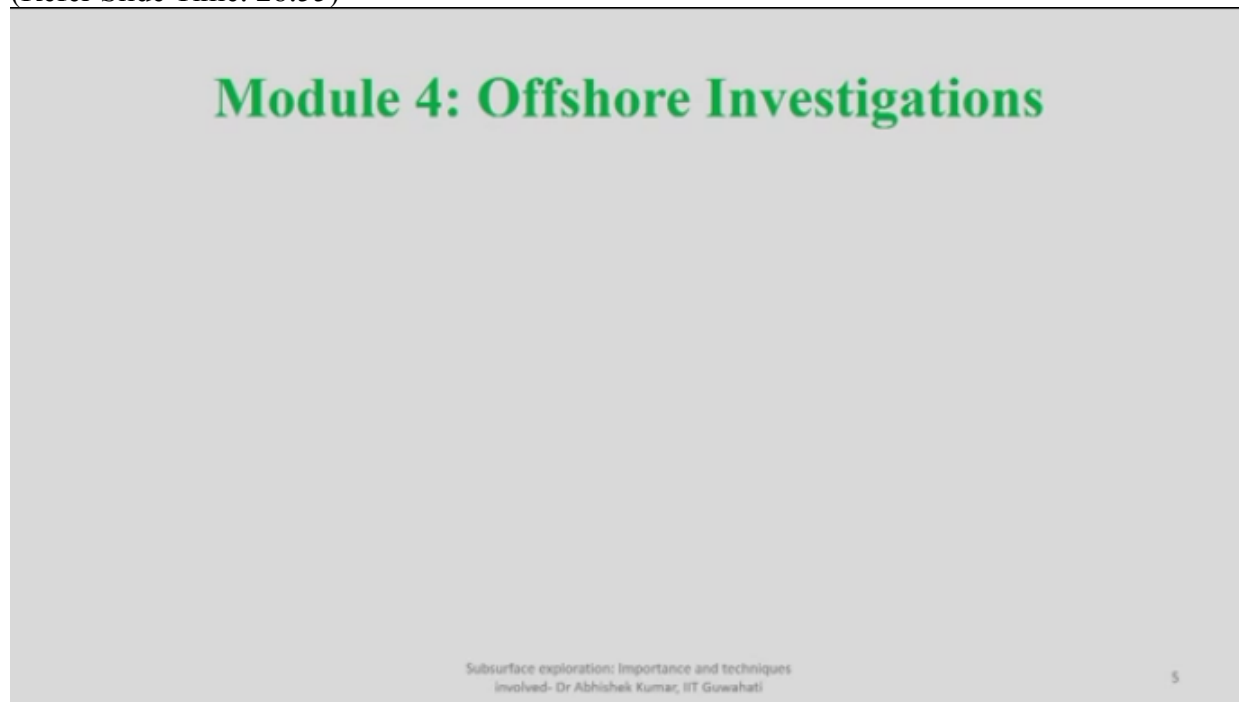 Module 4: Offshore Investigations
Subsurface exploration: Importance and techniques
involved- Dr Abhishek Kumar, IIT Guwahati
5